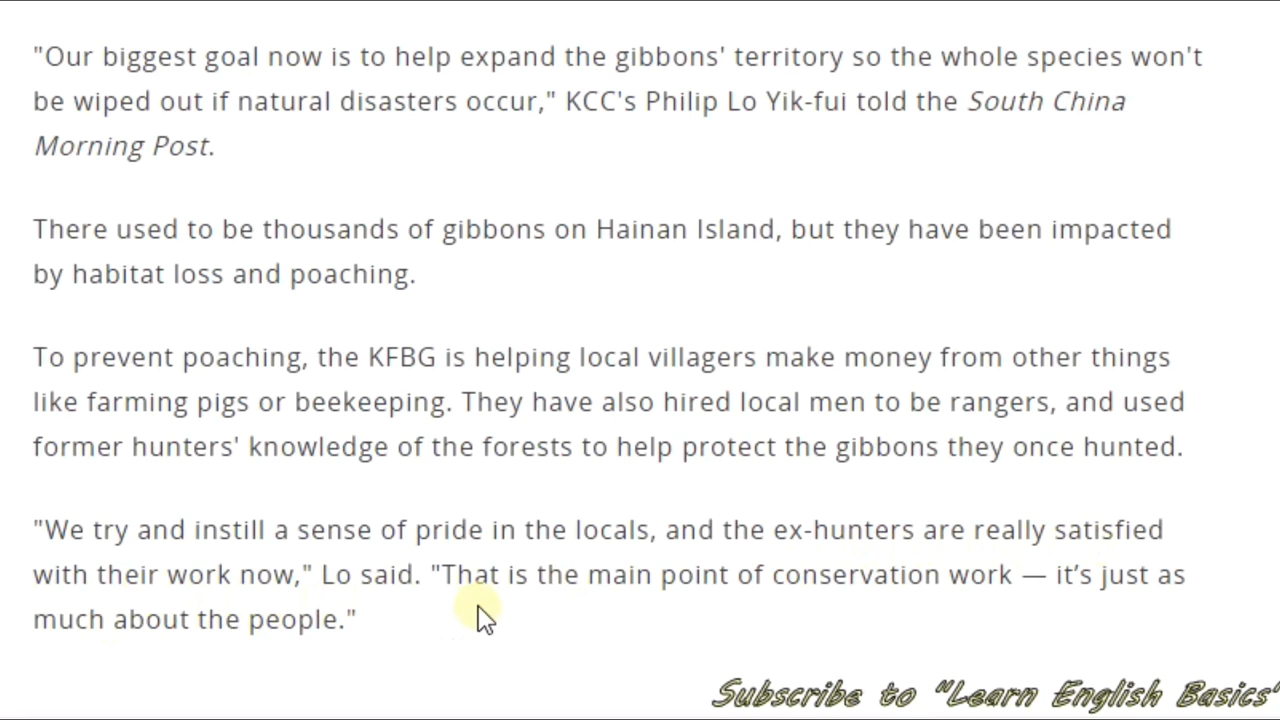 "Our biggest goal now is to help expand the gibbons' territory so the whole species won't
be wiped out if natural disasters occur," KCC's Philip Lo Yik-fui told the South China
Morning Post.
There used to be thousands of gibbons on Hainan Island, but they have been impacted
by habitat loss and poaching.
To prevent poaching, the KFBG is helping local villagers make money from other things
like farming pigs or beekeeping. They have also hired local men to be rangers, and used
former hunters' knowledge of the forests to help protect the gibbons they once hunted.
"We try and instill a sense of pride in the locals, and the ex-hunters are really satisfied
with their work now," Lo said. "That is the main point of conservation work — it’s just as
much about the people."
Subscribe to "Learn English Basics"